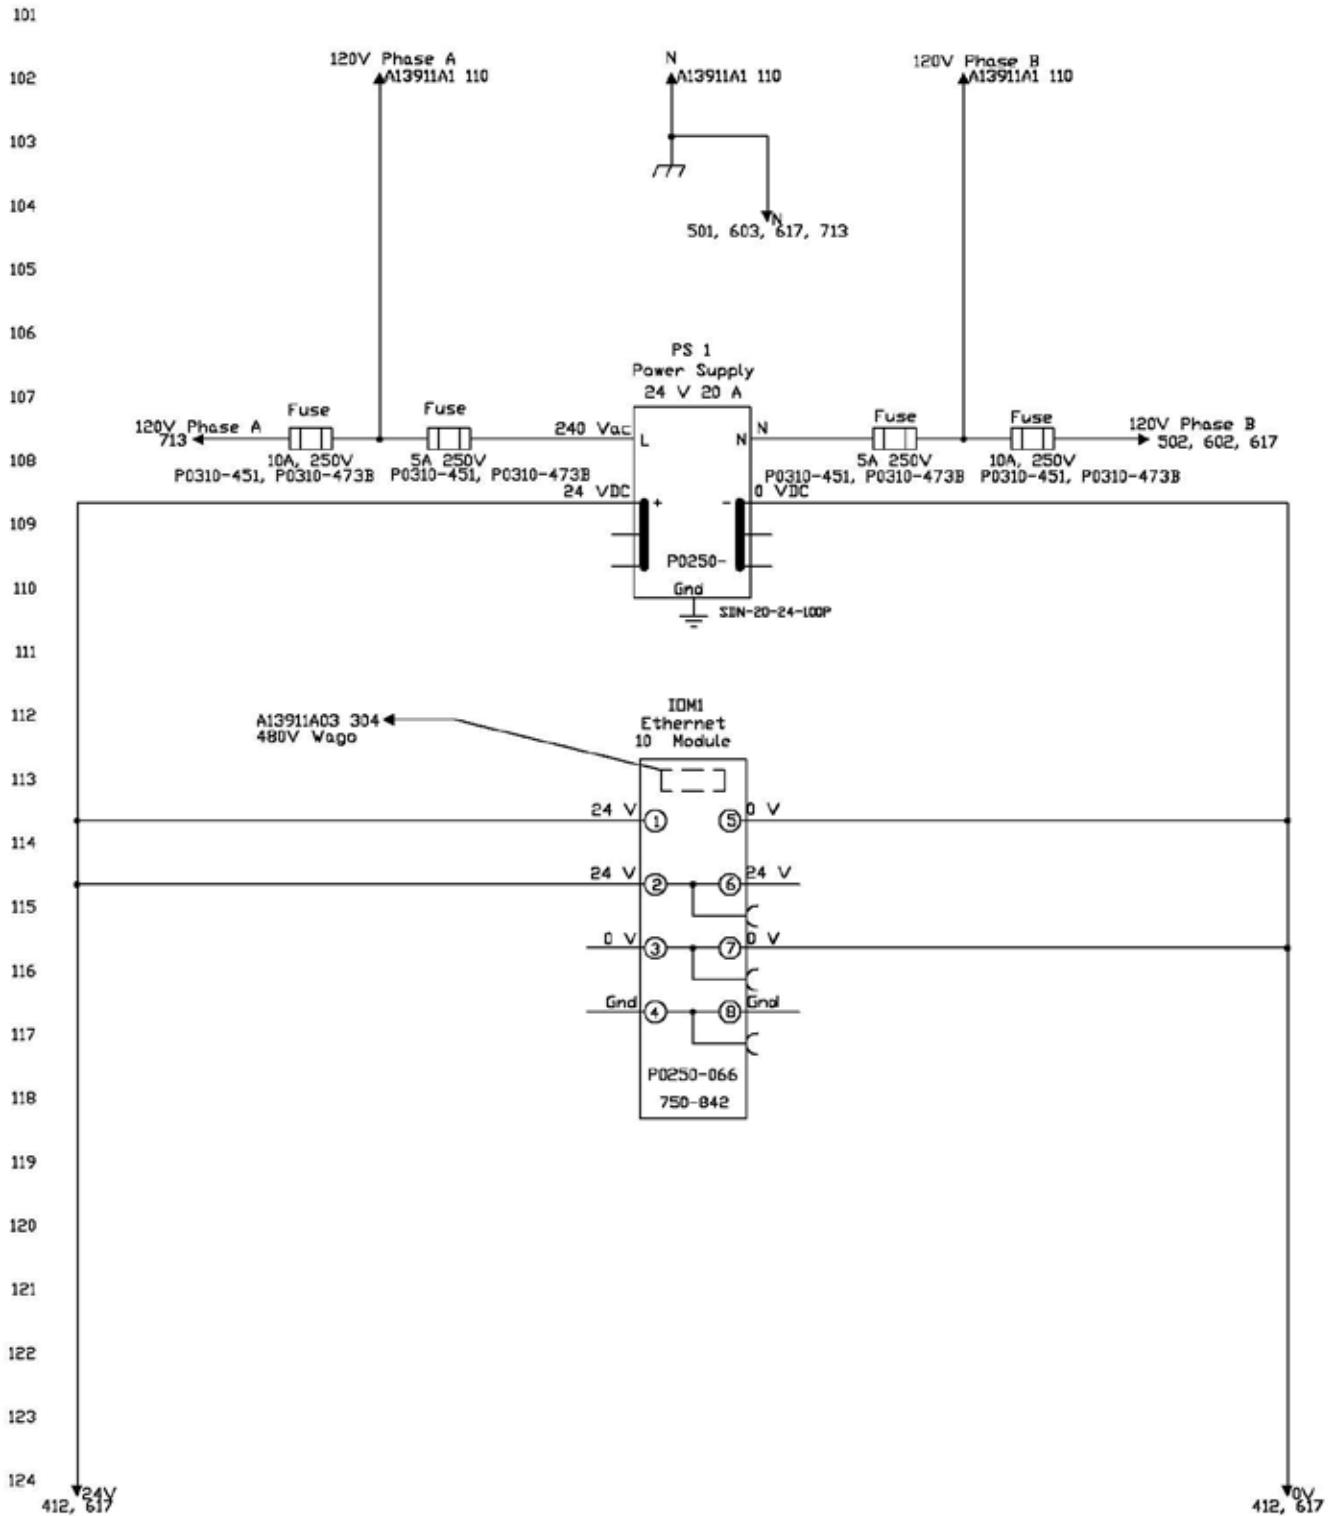 101
120V Phase A
N
120V Phase B
102
A13911A1 110
A13911A1 110
A13911A1 110
103
104
N
501, 603, 617, 713
105
106
PS 1
Power Supply
24 V 20 A
107
Fuse
Fuse
Fuse
Fuse
120V Phase A
713
240 Vac
L
N
N
120V Phase B
502, 602, 617
108
10A, 250V
5A 250V
5A 250V
10A, 250V
P0310-451, P0310-473B
P0310-451, P0310-473B
P0310-451, P0310-473B
P0310-451, P0310-473B
24 VDC
+
-
0 VDC
109
P0250-
110
Gnd
SDN-20-24-100P
111
112
A13911A03 304
480V Wago
IOM1
Ethernet
10 Module
113
24 V
1
5
0 V
114
24 V
2
6
24 V
115
0 V
3
7
0 V
116
Gnd
4
8
Gnd
117
P0250-066
118
750-842
119
120
121
122
123
124
24V
412, 617
0V
412, 617